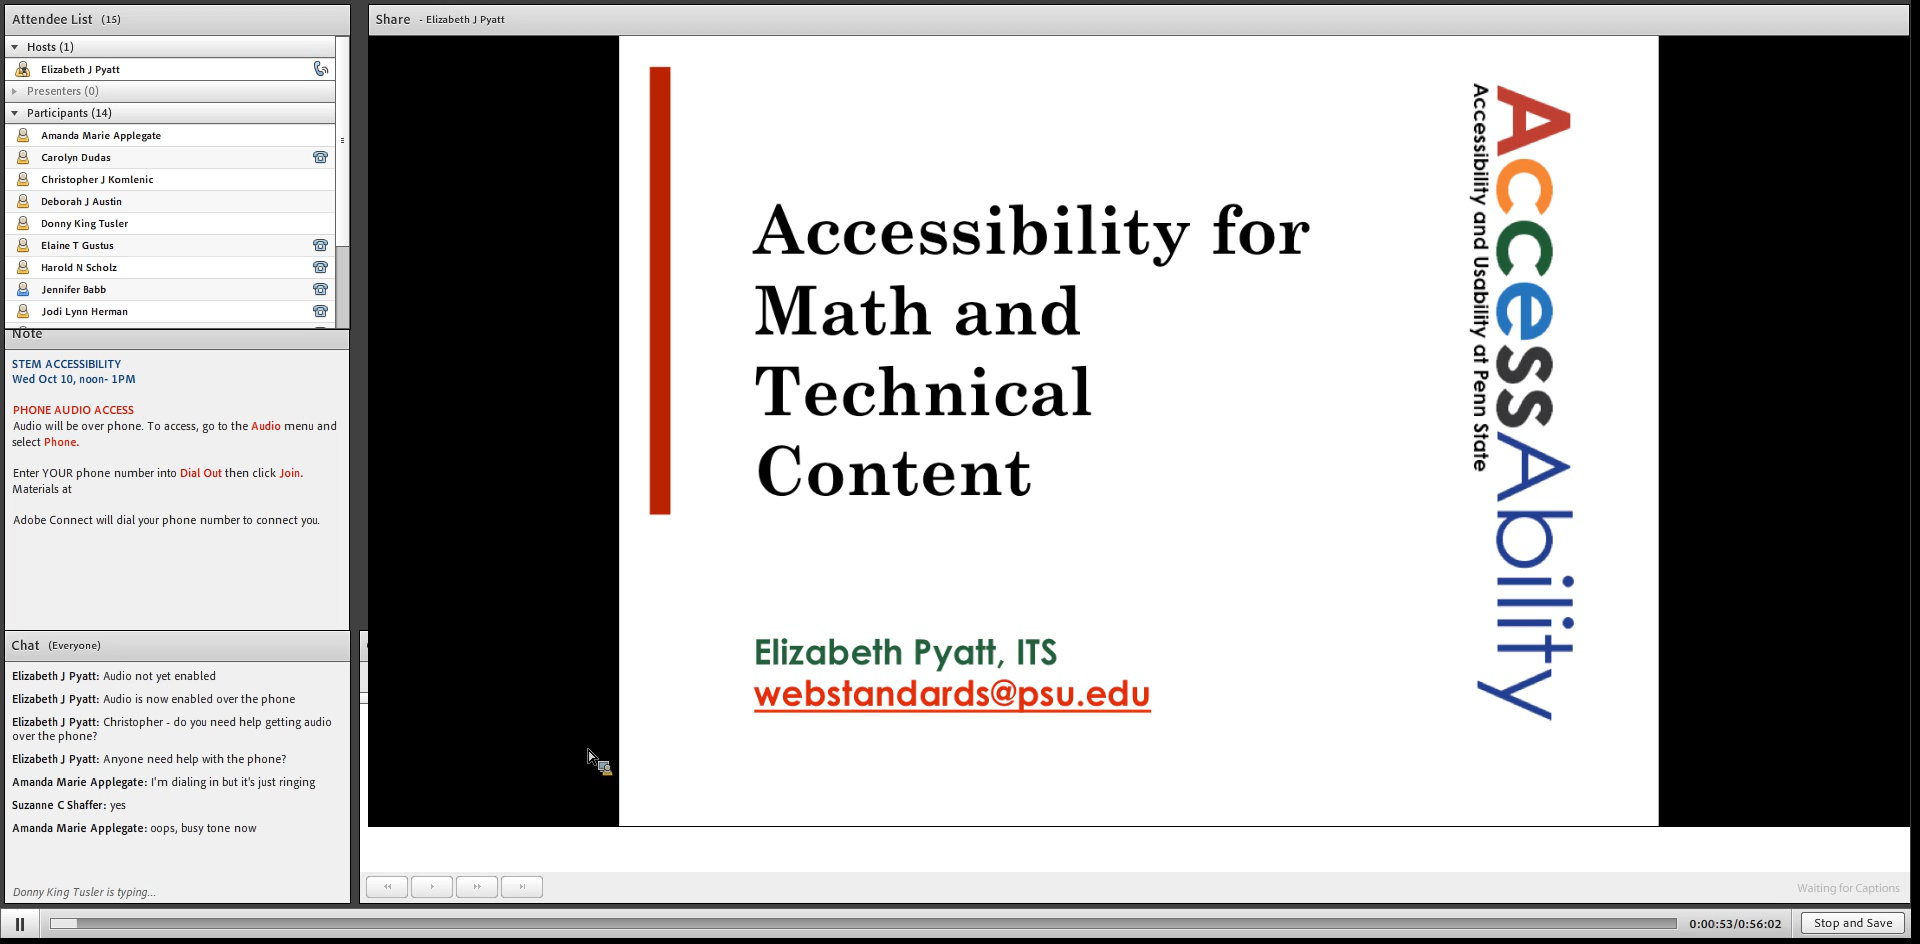 Attendee List (15)
Hosts (1)
Elizabeth J Pyatt
Presenters (0)
Participants (14)
Amanda Marie Applegate
Carolyn Dudas
Christopher J Komlenic
Deborah J Austin
Donny King Tusler
Elaine T Gustus
Harold N Scholz
Jennifer Babb
Jodi Lynn Herman
Note
STEM ACCESSIBILITY
Wed Oct 10, noon- 1PM
PHONE AUDIO ACCESS
Audio will be over phone. To access, go to the Audio menu and
select Phone.
Enter YOUR phone number into Dial Out then click Join.
Materials at
Adobe Connect will dial your phone number to connect you.
Chat (Everyone)
Elizabeth J Pyatt: Audio not yet enabled
Elizabeth J Pyatt: Audio is now enabled over the phone
Elizabeth J Pyatt: Christopher - do you need help getting audio
over the phone?
Elizabeth J Pyatt: Anyone need help with the phone?
Amanda Marie Applegate: I'm dialing in but it's just ringing
Suzanne C Shaffer: yes
Amanda Marie Applegate: oops, busy tone now
Donny King Tusler is typing...
Share - Elizabeth J Pyatt
Accessibility for
Math and
Technical
Content
Elizabeth Pyatt, ITS
webstandards@psu.edu
AccessAbility
Accessibility and Usability at Penn State
Waiting for Captions
0:00:53/0:56:02
Stop and Save